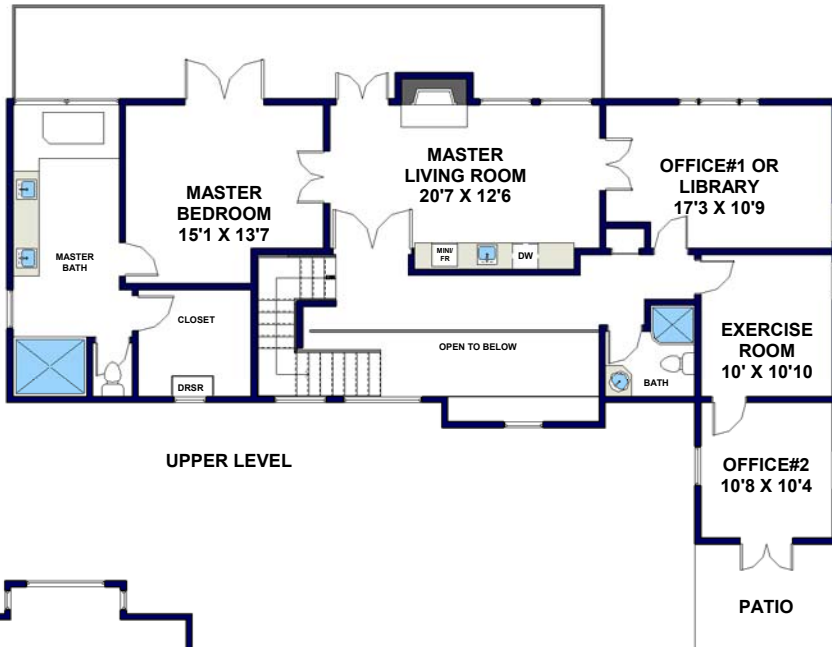 MASTER
BEDROOM
15'1 X 13'7
MASTER
LIVING ROOM
20'7 X 12'6
OFFICE#1 OR
LIBRARY
17'3 X 10'9
MASTER
BATH
MINI/
FR
DW
CLOSET
DRSR
OPEN TO BELOW
BATH
EXERCISE
ROOM
10' X 10'10
UPPER LEVEL
OFFICE#2
10'8 X 10'4
PATIO